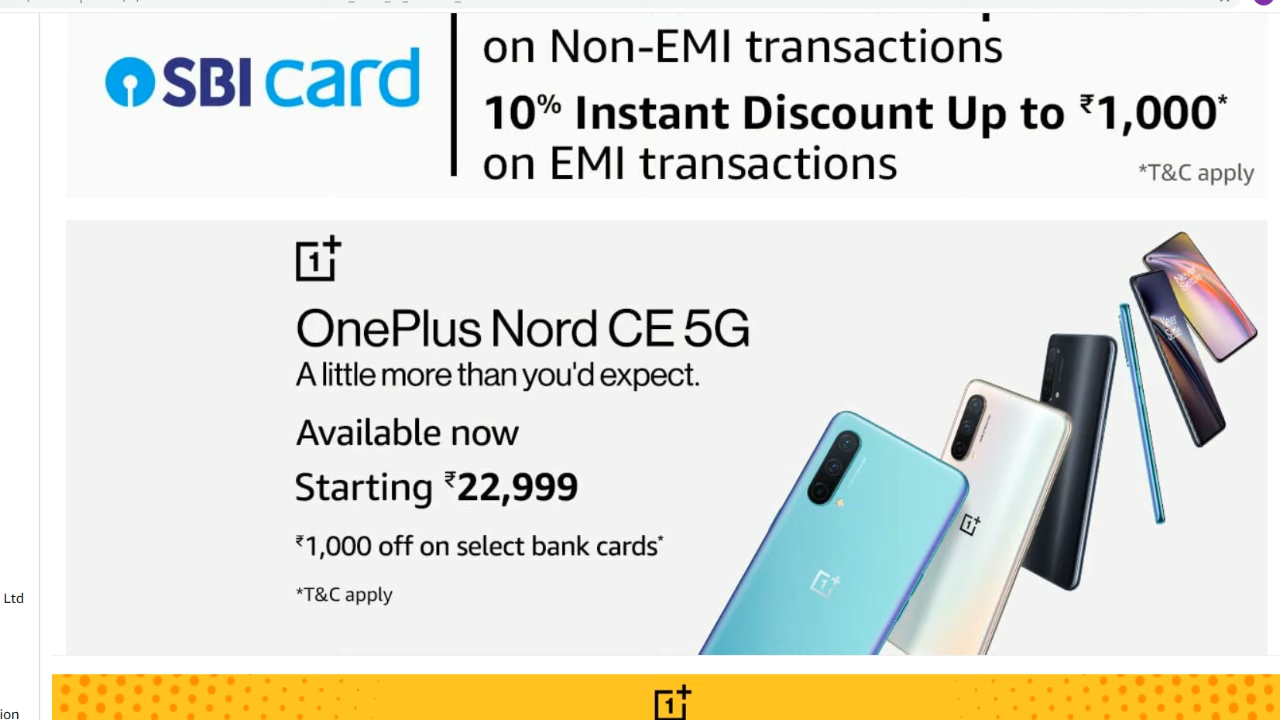 on Non-EMI transactions
SBI card
10% Instant Discount Up to ₹1,000*
on EMI transactions
*T&C apply
OnePlus Nord CE 5G
A little more than you'd expect.
Available now
Starting ₹22,999
₹1,000 off on select bank cards*
*T&C apply
Ltd
ion